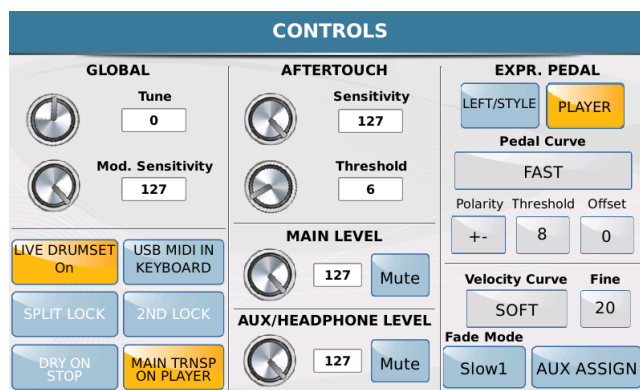 CONTROLS
GLOBAL
Tune
0
Mod. Sensitivity
127
LIVE DRUMSET
On
USB MIDI IN
KEYBOARD
SPLIT LOCK
2ND LOCK
DRY ON
STOP
MAIN TRNSP
ON PLAYER
AFTERTOUCH
Sensitivity
127
Threshold
6
MAIN LEVEL
127
Mute
AUX/HEADPHONE LEVEL
127
Mute
EXPR. PEDAL
LEFT/STYLE
PLAYER
Pedal Curve
FAST
Polarity Threshold Offset
+- 8 0
Velocity Curve Fine
SOFT 20
Fade Mode
Slow1
AUX ASSIGN